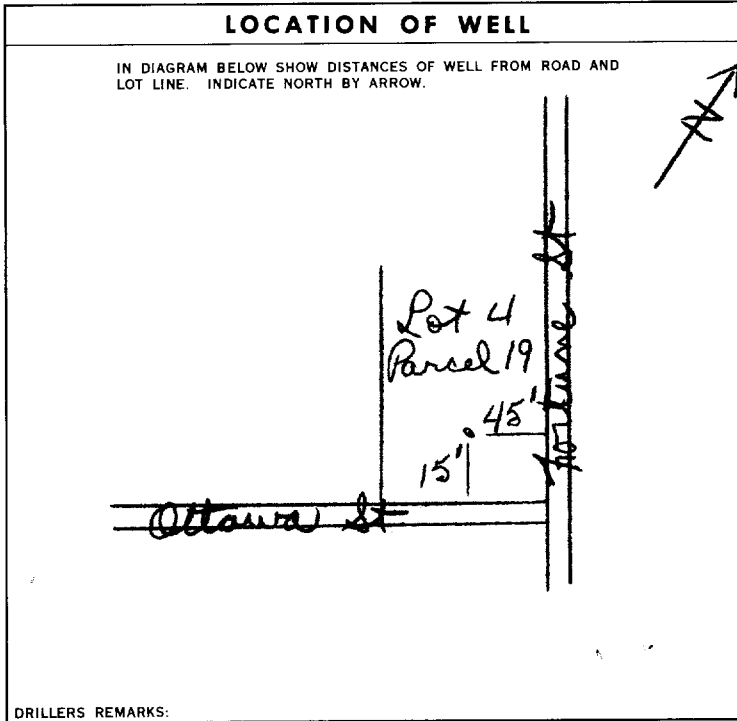 LOCATION OF WELL
IN DIAGRAM BELOW SHOW DISTANCES OF WELL FROM ROAD AND
LOT LINE. INDICATE NORTH BY ARROW.
N
Lot 4
Parcel 19
45'
15'
St
Ottawa St
DRILLERS REMARKS: